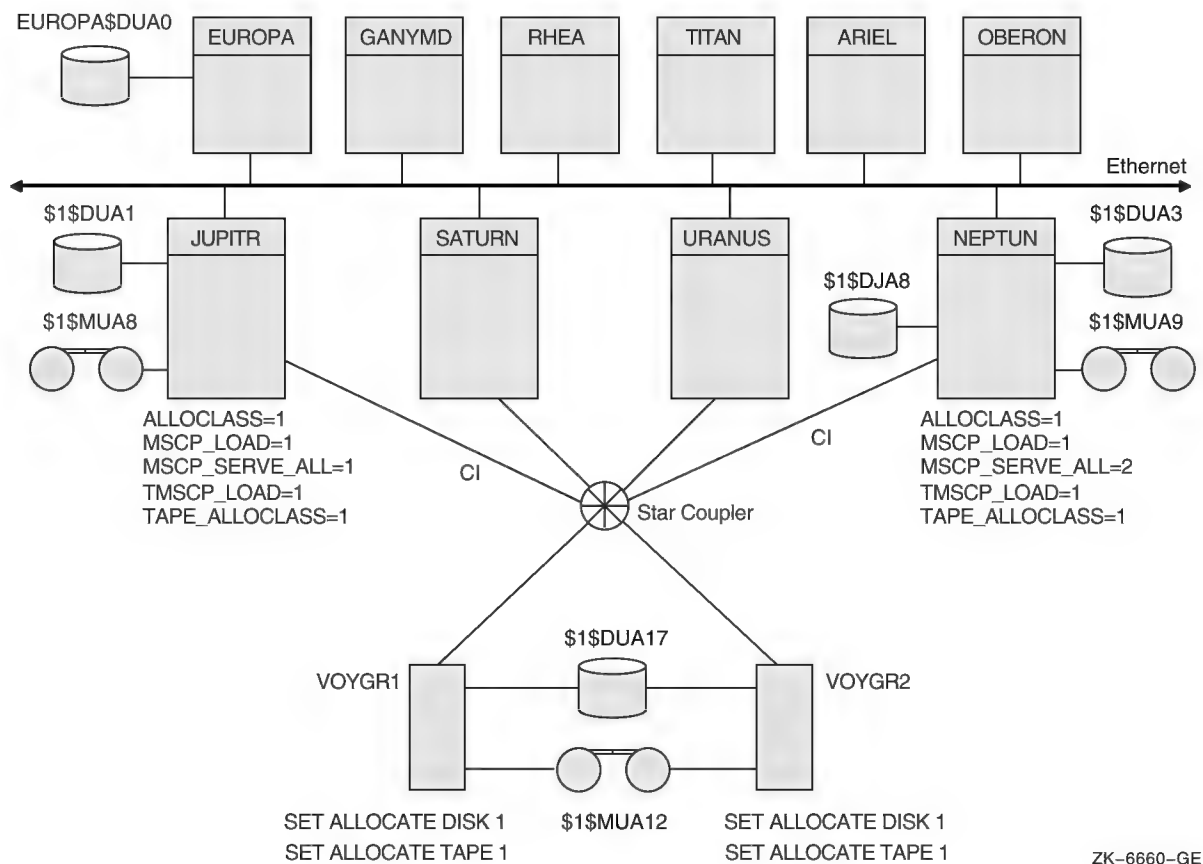 EUROPA$DUA0
EUROPA
GANYMD
RHEA
TITAN
ARIEL
OBERON
Ethernet
$1$DUA1
JUPITR
SATURN
URANUS
NEPTUN
$1$DUA3
$1$DJA8
$1$MUA8
$1$MUA9
ALLOCLASS=1
MSCP_LOAD=1
MSCP_SERVE_ALL=1
TMSCP_LOAD=1
TAPE_ALLOCLASS=1
CI
CI
ALLOCLASS=1
MSCP_LOAD=1
MSCP_SERVE_ALL=2
TMSCP_LOAD=1
TAPE_ALLOCLASS=1
Star Coupler
$1$DUA17
VOYGR1
VOYGR2
$1$MUA12
SET ALLOCATE DISK 1
SET ALLOCATE TAPE 1
SET ALLOCATE DISK 1
SET ALLOCATE TAPE 1
ZK–6660–GE